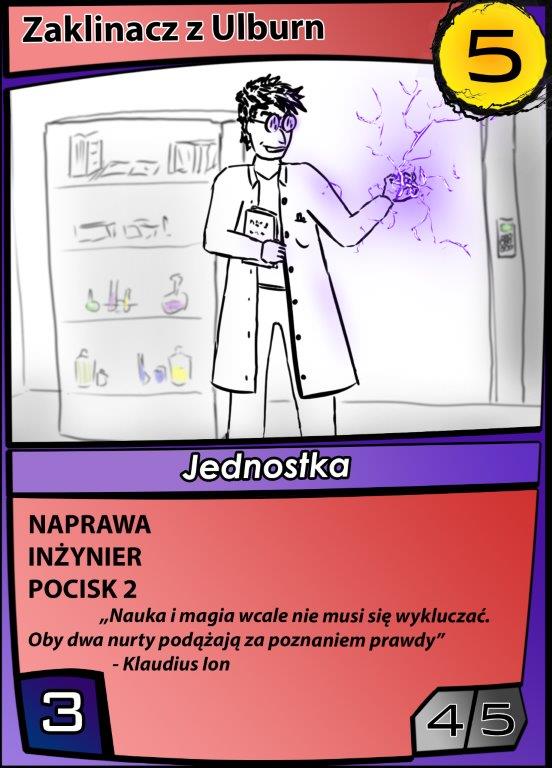 Zaklinacz z Ulburn
5
Jednostka
NAPRAWA
INŻYNIER
POCISK 2
„Nauka i magia wcale nie musi się wykluczać.
Oby dwa nurty podążają za poznaniem prawdy”
- Klaudius Ion
3
4 5